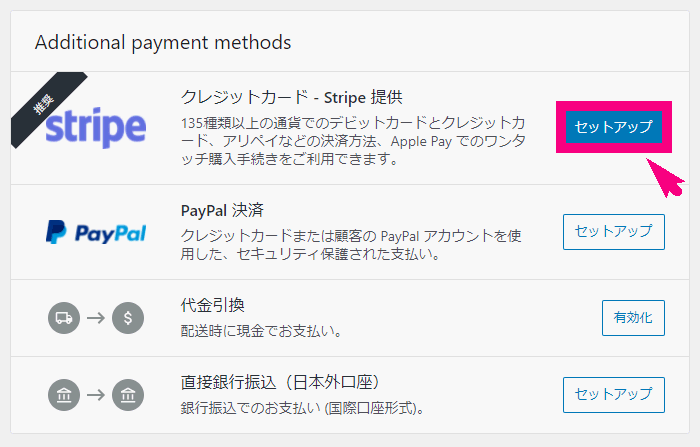 Additional payment methods
推奨
stripe
クレジットカード - Stripe 提供
135種類以上の通貨でのデビットカードとクレジットカ
ード、アリペイなどの決済方法、Apple Pay でのワンタ
ッチ購入手続きをご利用できます。
セットアップ
PayPal
PayPal 決済
クレジットカードまたは顧客の PayPal アカウントを使
用した、セキュリティ保護された支払い。
セットアップ
$
代金引換
配送時に現金でお支払い。
有効化
直接銀行振込（日本外口座）
銀行振込でのお支払い (国際口座形式)。
セットアップ